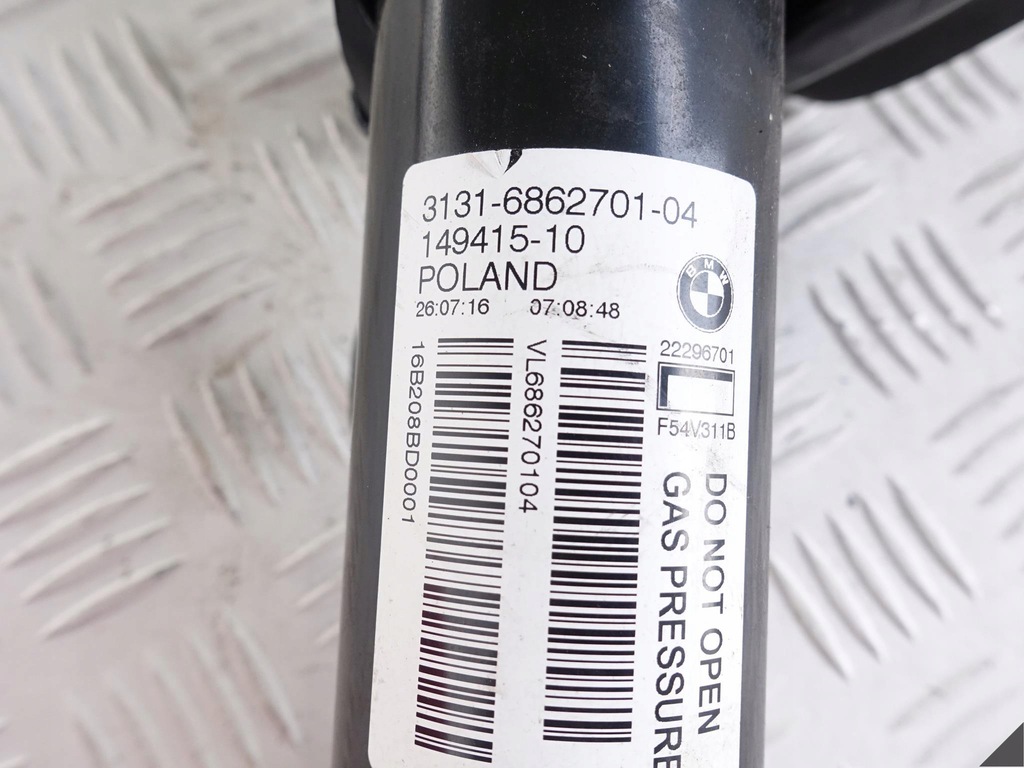 3131-6862701-04
149415-10
POLAND
26:07:16 07:08:48
BMW
22296701
F54V311B
16B208BD0001
VL686270104
DO NOT OPEN
GAS PRESSURE